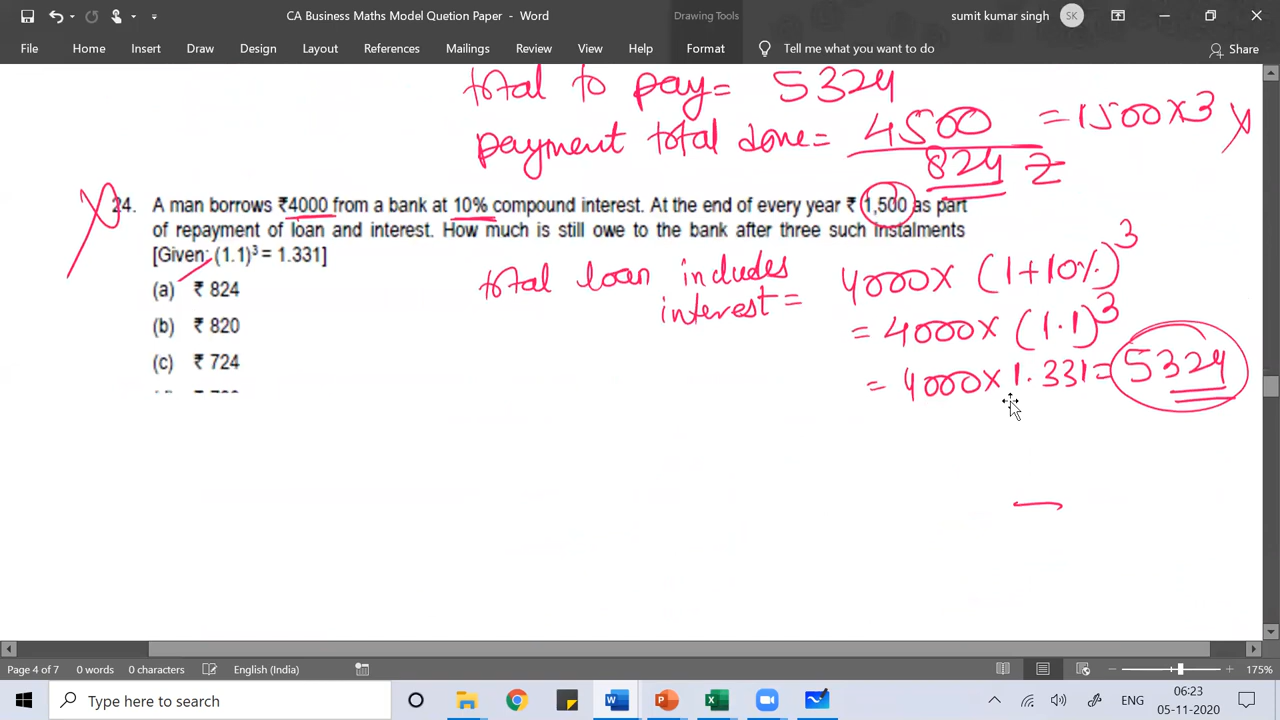 CA Business Maths Model Quetion Paper - Word
Drawing Tools
sumit kumar singh
SK
File Home Insert Draw Design Layout References Mailings Review View Help Format Tell me what you want to do Share
total to pay = 5324
payment total done = 4500 = 1500 x 3
824
24. A man borrows ₹4000 from a bank at 10% compound interest. At the end of every year ₹ 1,500 as part
of repayment of loan and interest. How much is still owe to the bank after three such instalments
[Given: (1.1)³ = 1.331]
(a) ₹ 824
(b) ₹ 820
(c) ₹ 724
total loan includes interest = 4000 x (1+10%)³
= 4000 x (1.1)³
= 4000 x 1.331 = 5324
Page 4 of 7 0 words 0 characters English (India) 175%
Type here to search
ENG
06:23
05-11-2020